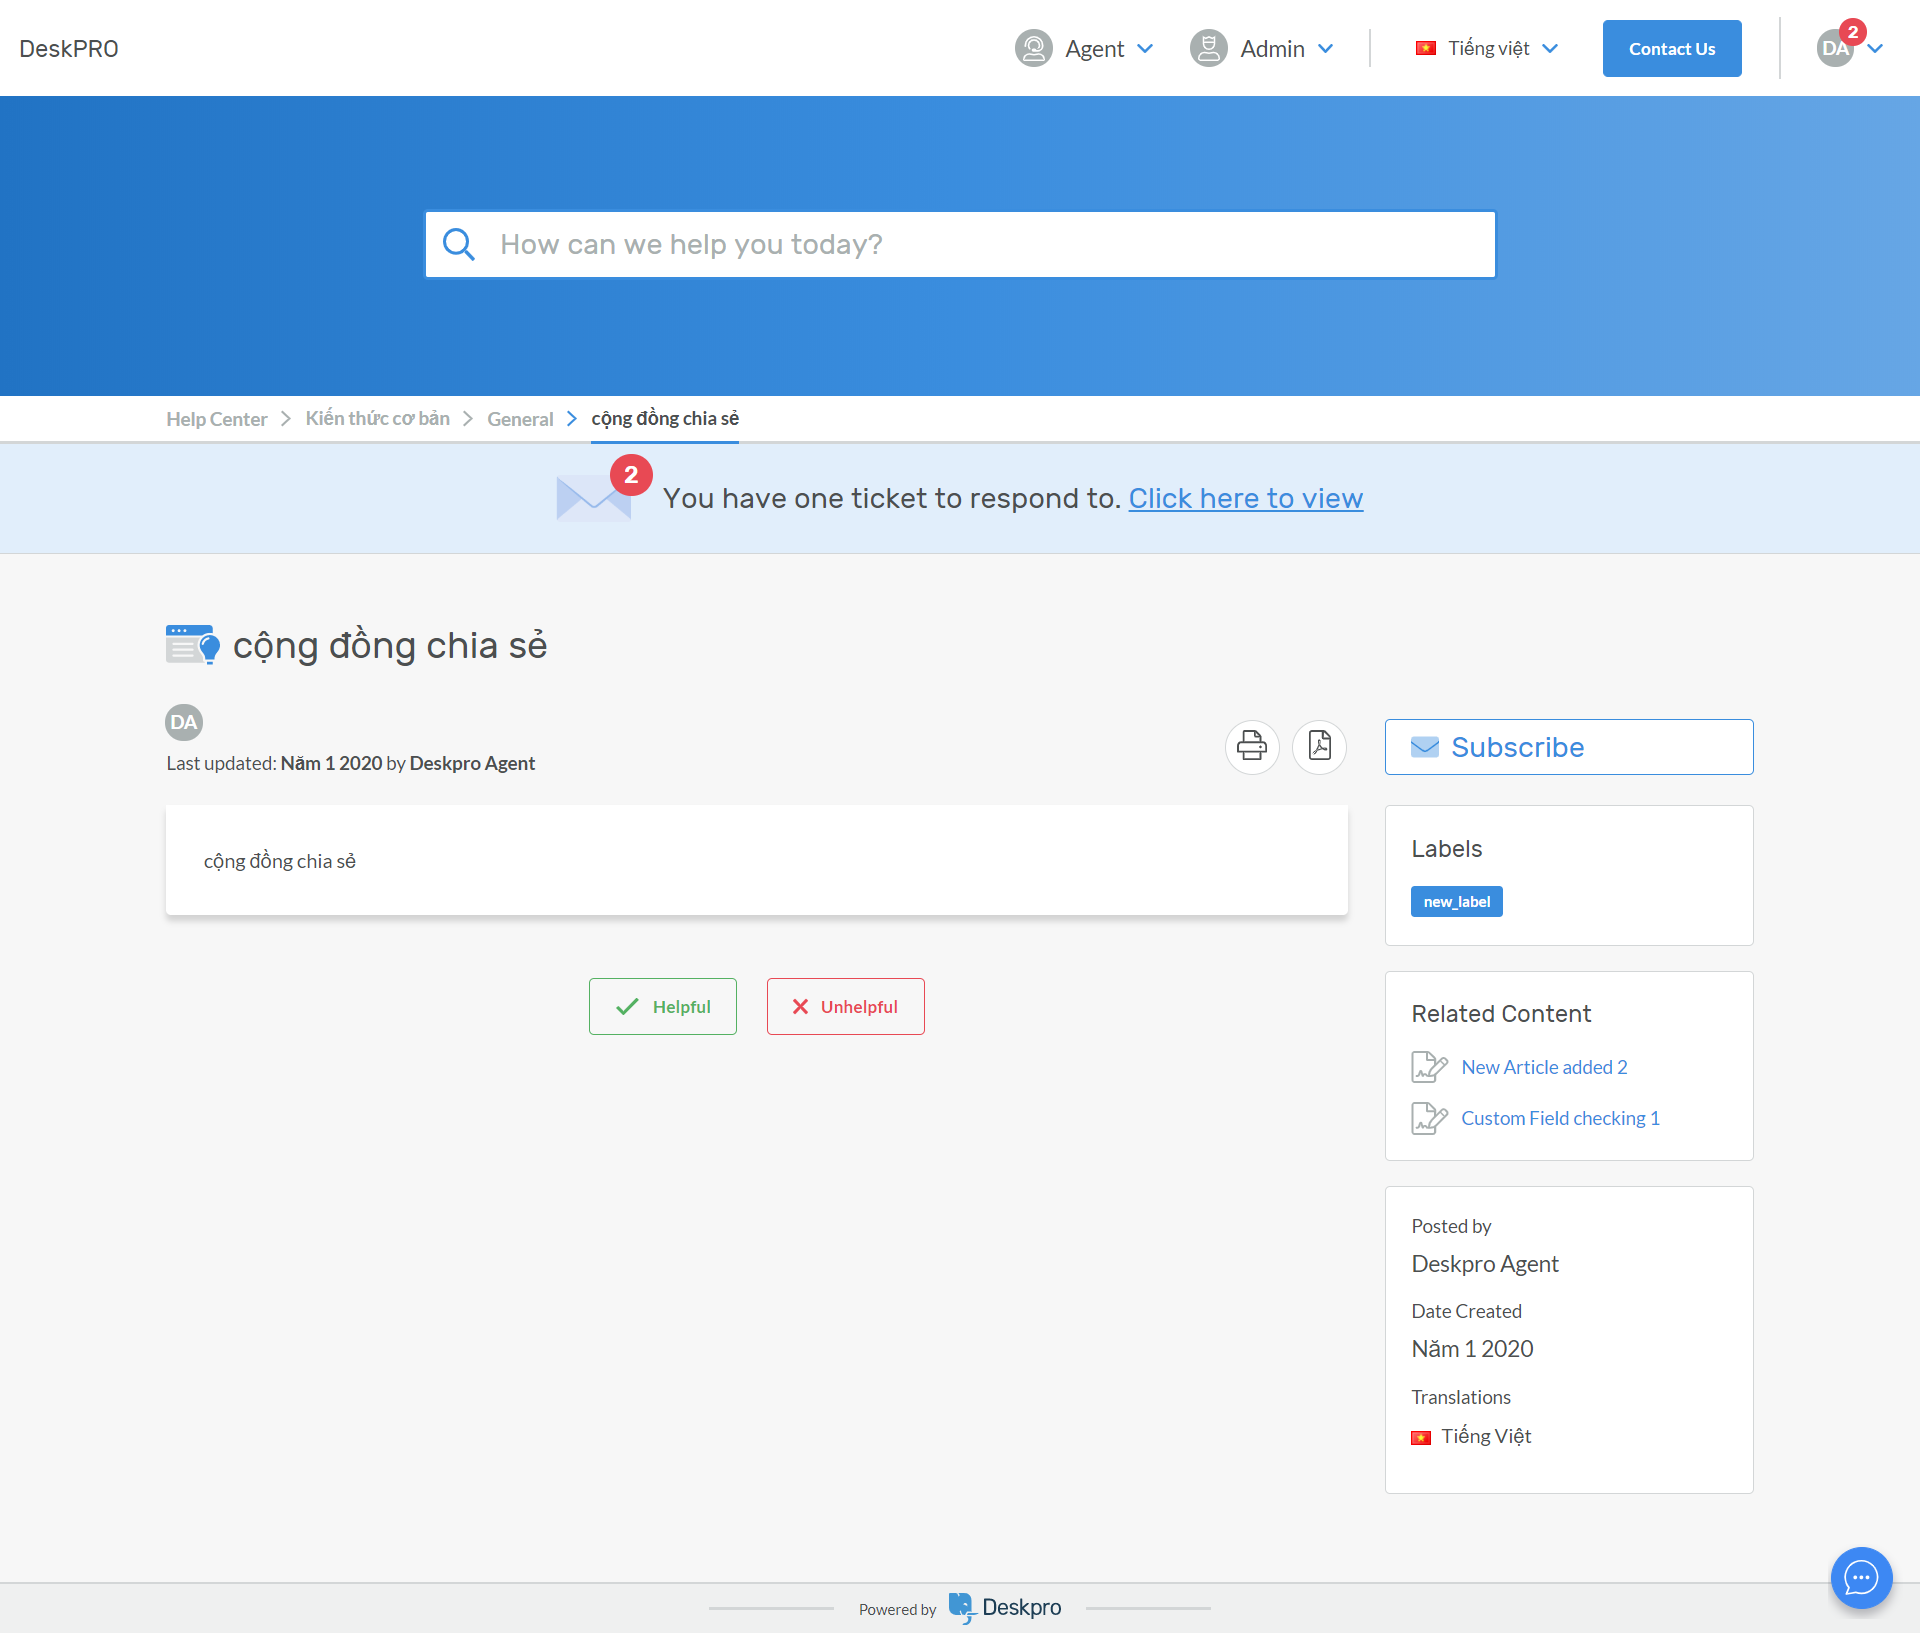 DeskPRO
Agent
Admin
Tiếng việt
Contact Us
DA
2
How can we help you today?
Help Center
Kiến thức cơ bản
General
cộng đồng chia sẻ
2
You have one ticket to respond to. Click here to view
cộng đồng chia sẻ
DA
Last updated: Năm 1 2020 by Deskpro Agent
Subscribe
cộng đồng chia sẻ
Labels
new_label
Helpful
Unhelpful
Related Content
New Article added 2
Custom Field checking 1
Posted by
Deskpro Agent
Date Created
Năm 1 2020
Translations
Tiếng Việt
Powered by Deskpro